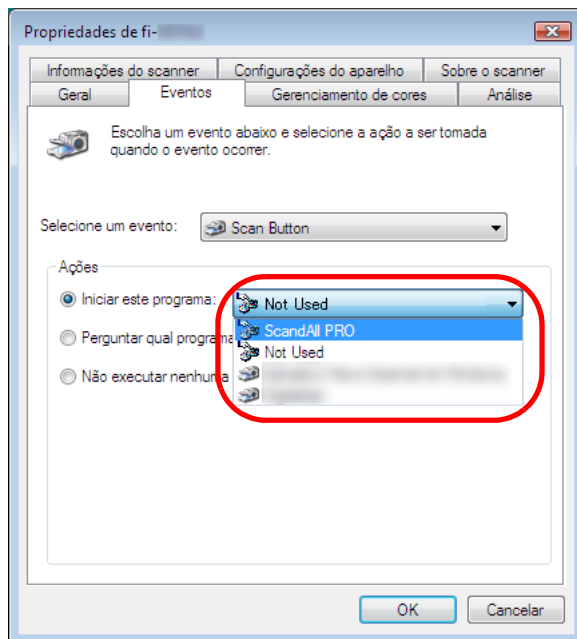 Propriedades de fi-
Informações do scanner
Configurações do aparelho
Sobre o scanner
Geral
Eventos
Gerenciamento de cores
Análise
Escolha um evento abaixo e selecione a ação a ser tomada
quando o evento ocorrer.
Selecione um evento:
Scan Button
Ações
Iniciar este programa:
Not Used
ScandAll PRO
Perguntar qual programa
Not Used
Não executar nenhuma
OK
Cancelar